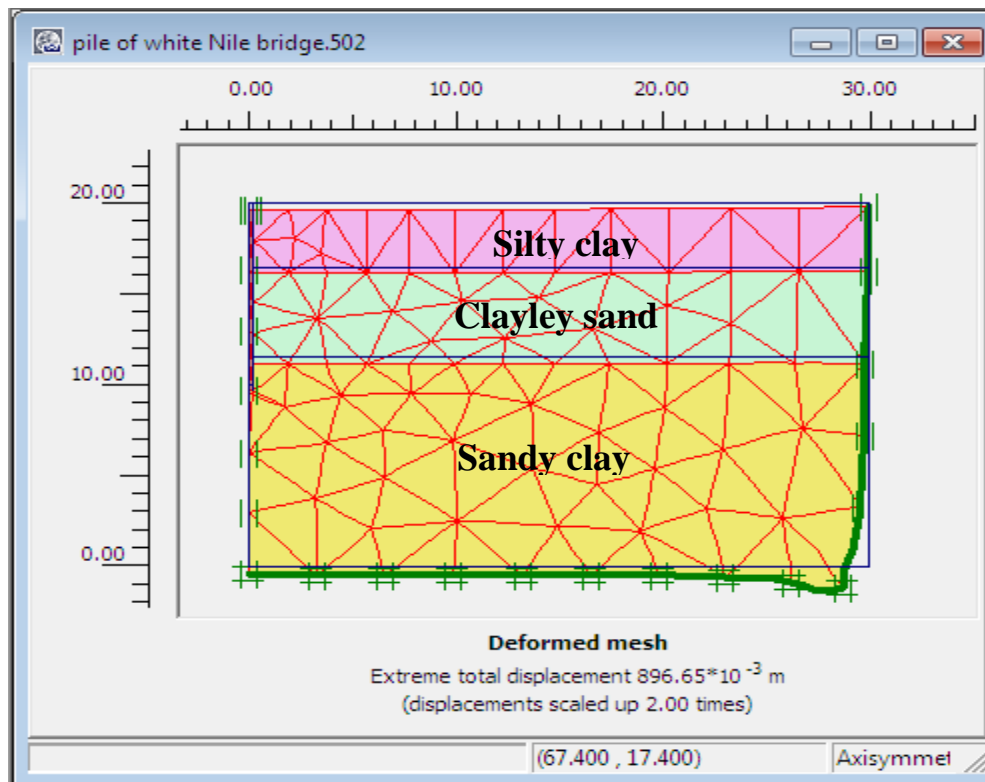 pile of white Nile bridge.502
0.00 10.00 20.00 30.00
20.00
Silty clay
Clayley sand
10.00
Sandy clay
0.00
Deformed mesh
Extreme total displacement 896.65*10 -3 m
(displacements scaled up 2.00 times)
(67.400 , 17.400) Axisymmet